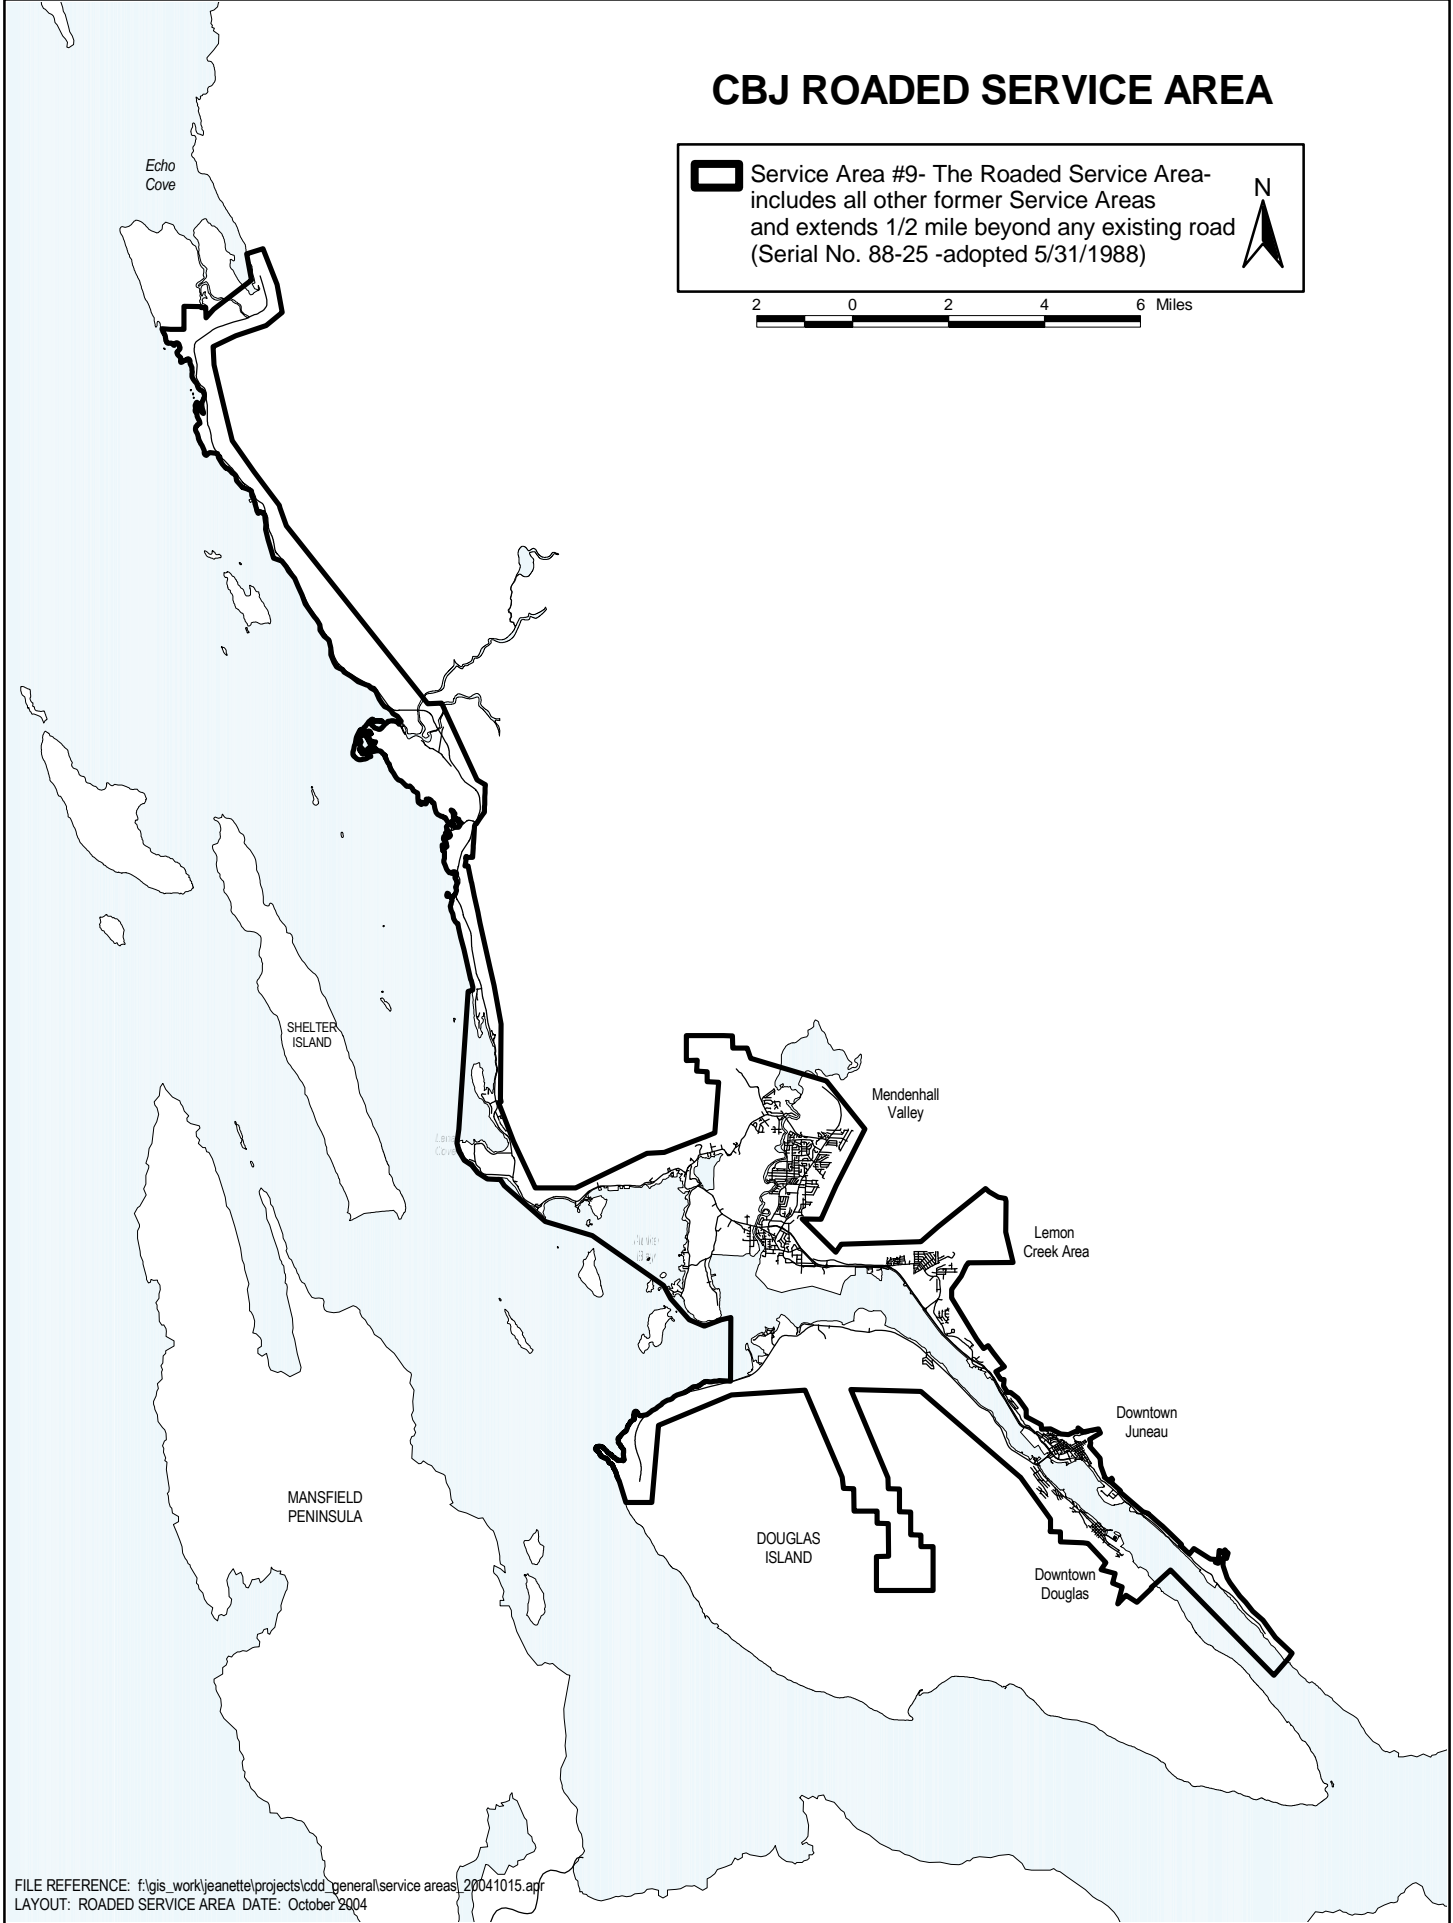 CBJ ROADED SERVICE AREA
Service Area #9- The Roaded Service Area-
includes all other former Service Areas
and extends 1/2 mile beyond any existing road
(Serial No. 88-25 -adopted 5/31/1988)
N
2 0 2 4 6 Miles
Echo
Cove
SHELTER
ISLAND
Mendenhall
Valley
Lena
Cove
Lemon
Creek Area
Downtown
Juneau
MANSFIELD
PENINSULA
DOUGLAS
ISLAND
Downtown
Douglas
FILE REFERENCE: f:\gis_work\jeanette\projects\cdd_general\service areas_20041015.apr
LAYOUT: ROADED SERVICE AREA DATE: October 2004